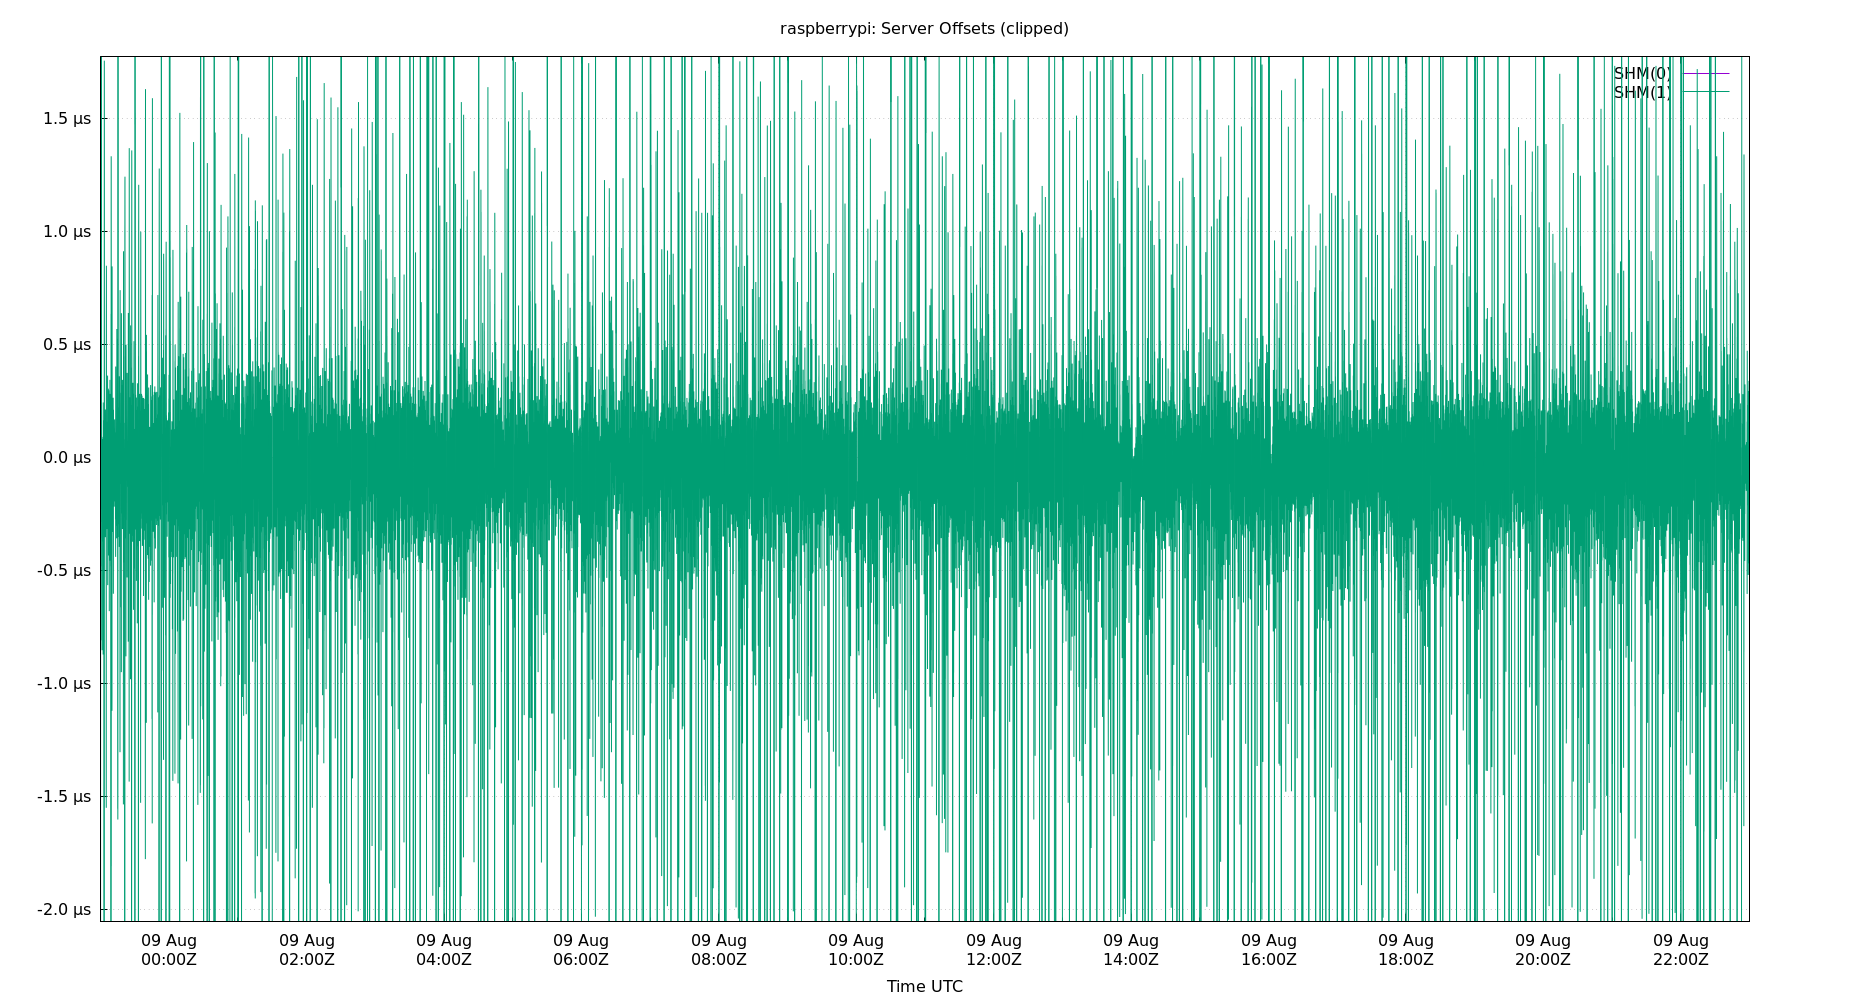 raspberrypi: Server Offsets (clipped)
SHM(0)
SHM(1)
1.5 µs
1.0 µs
0.5 µs
0.0 µs
-0.5 µs
-1.0 µs
-1.5 µs
-2.0 µs
09 Aug 09 Aug 09 Aug 09 Aug 09 Aug 09 Aug 09 Aug 09 Aug 09 Aug 09 Aug 09 Aug 09 Aug
00:00Z 02:00Z 04:00Z 06:00Z 08:00Z 10:00Z 12:00Z 14:00Z 16:00Z 18:00Z 20:00Z 22:00Z
Time UTC